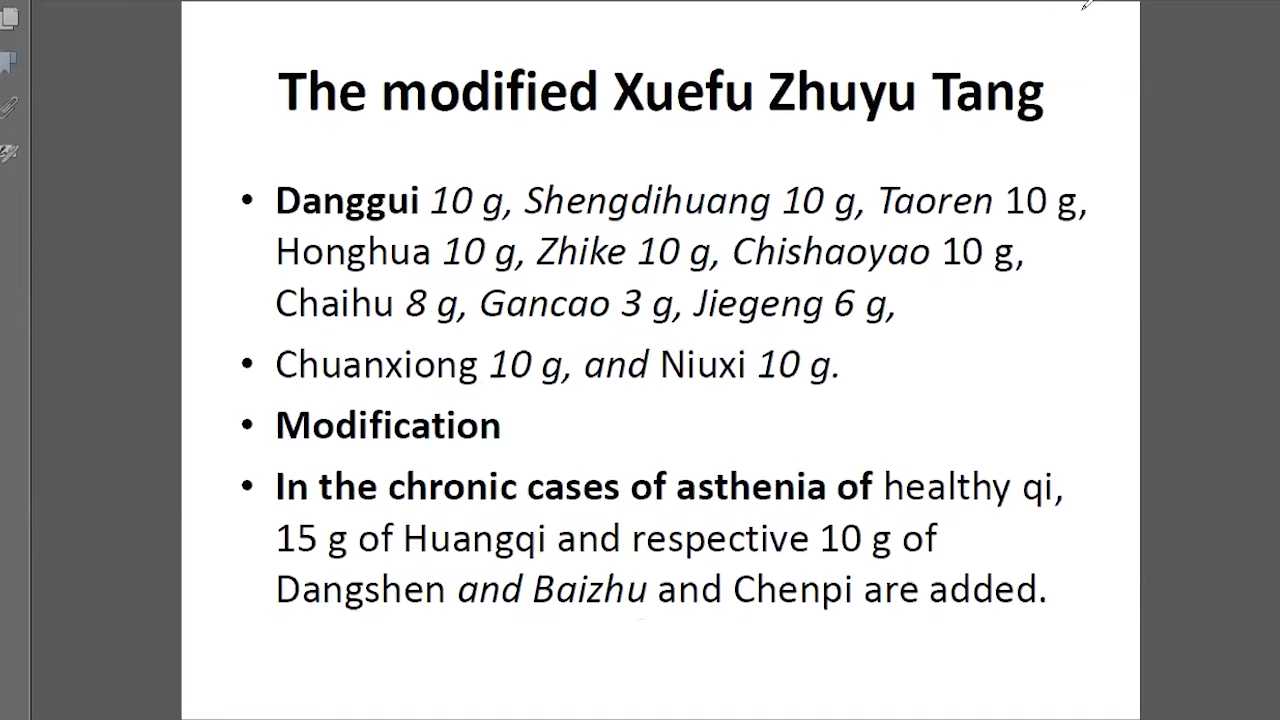 The modified Xuefu Zhuyu Tang
• Danggui 10 g, Shengdihuang 10 g, Taoren 10 g,
Honghua 10 g, Zhike 10 g, Chishaoyao 10 g,
Chaihu 8 g, Gancao 3 g, Jiegeng 6 g,
• Chuanxiong 10 g, and Niuxi 10 g.
• Modification
• In the chronic cases of asthenia of healthy qi,
15 g of Huangqi and respective 10 g of
Dangshen and Baizhu and Chenpi are added.